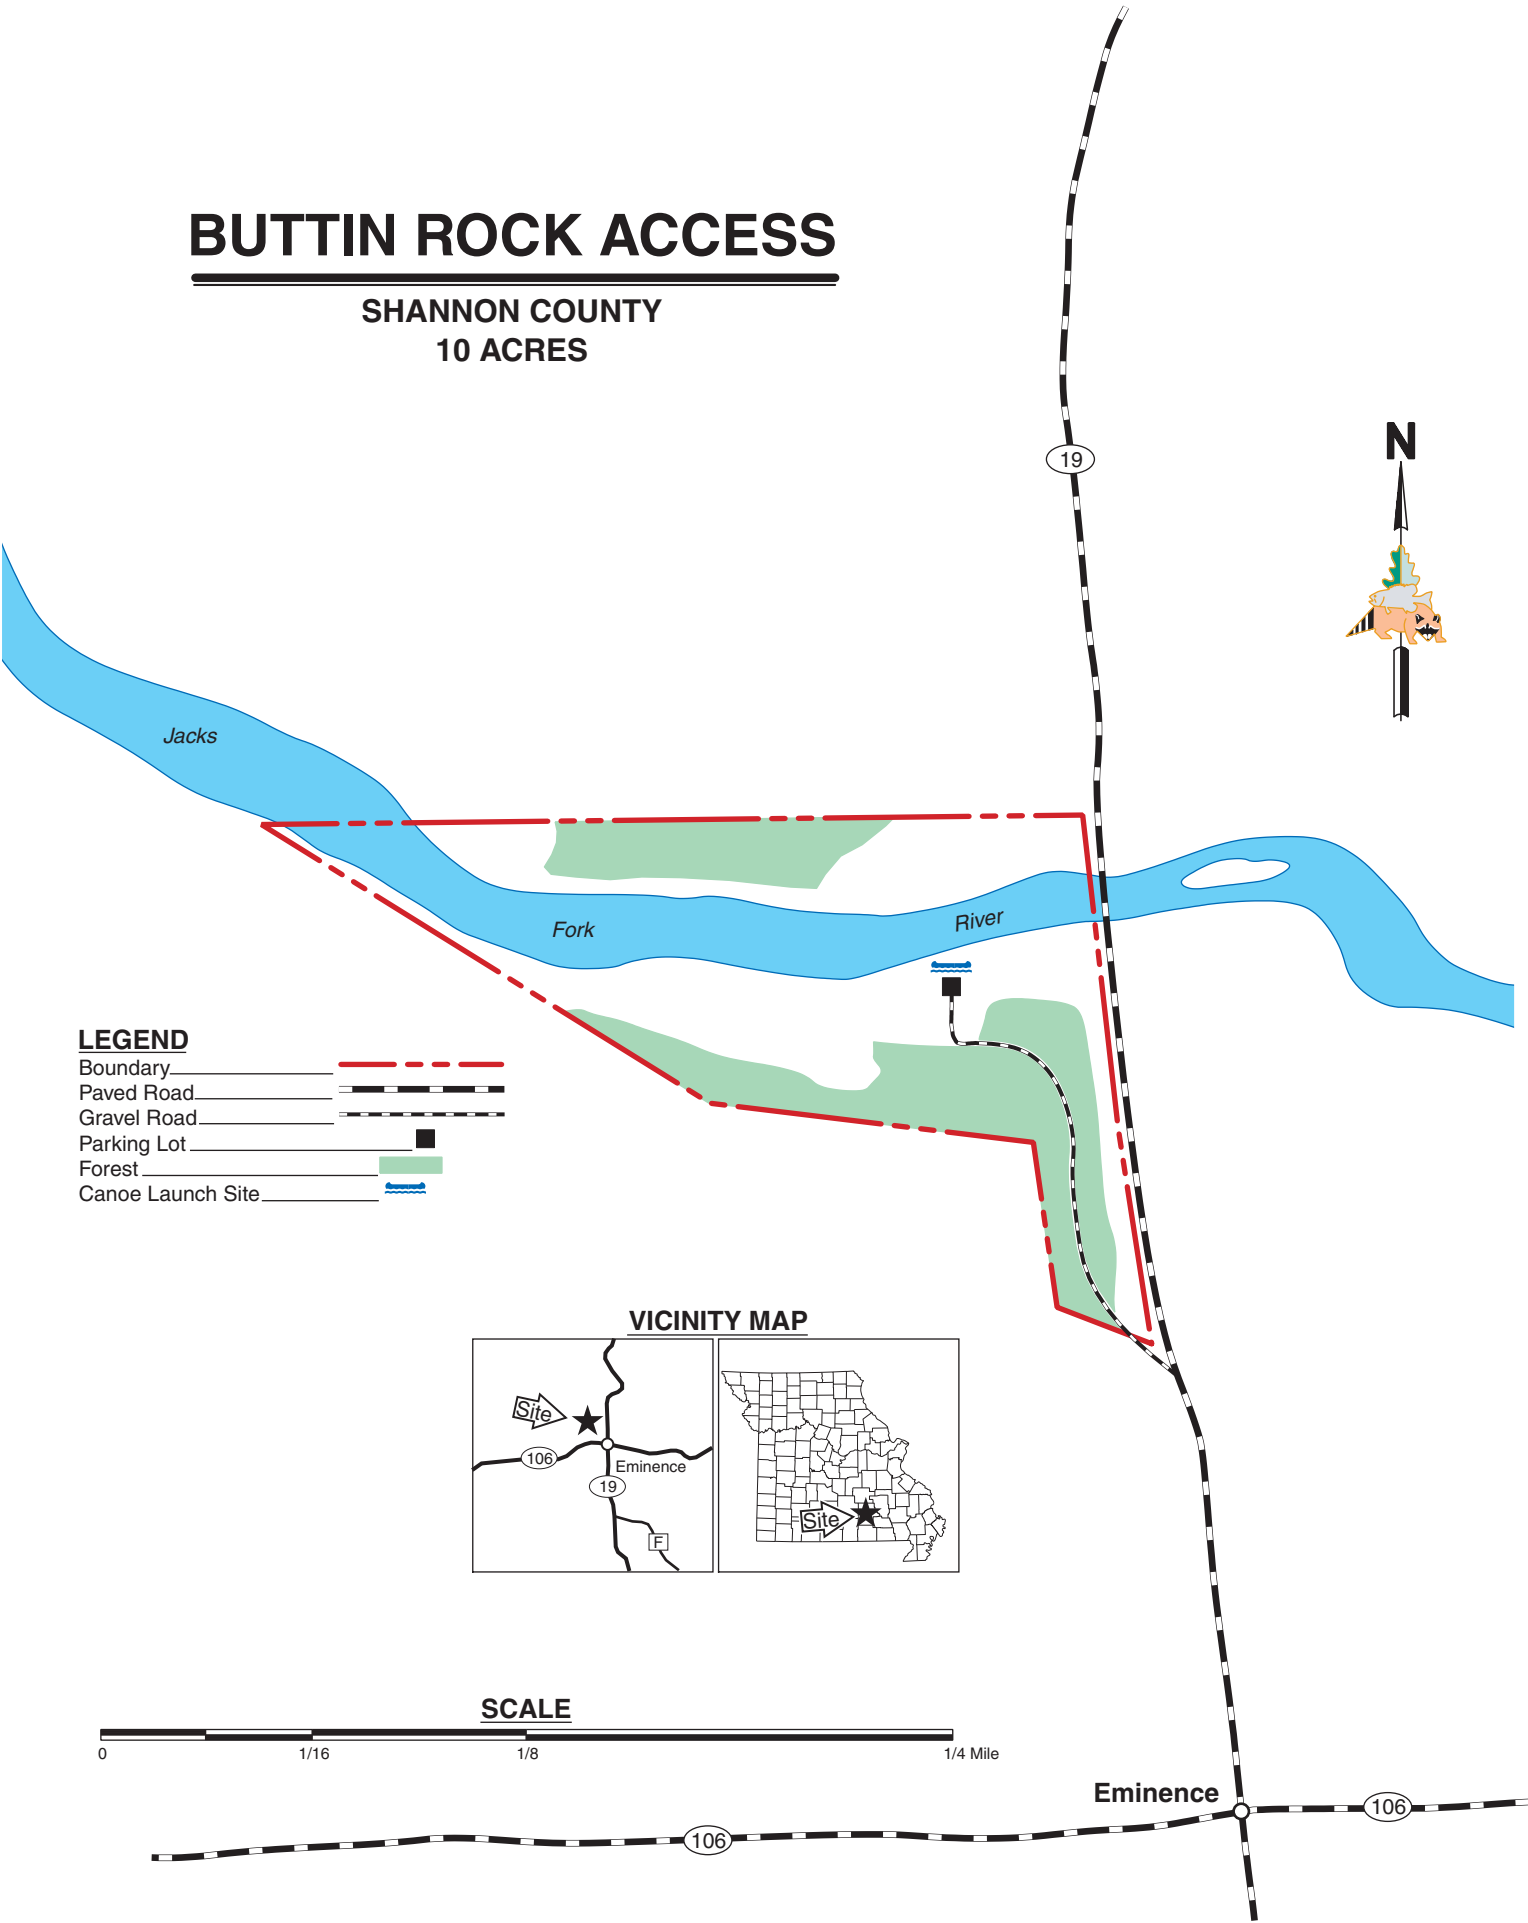 BUTTIN ROCK ACCESS
SHANNON COUNTY
10 ACRES
19
N
Jacks
Fork
River
LEGEND
Boundary
Paved Road
Gravel Road
Parking Lot
Forest
Canoe Launch Site
VICINITY MAP
Site
106
Eminence
19
F
Site
SCALE
0 1/16 1/8 1/4 Mile
Eminence
106
106